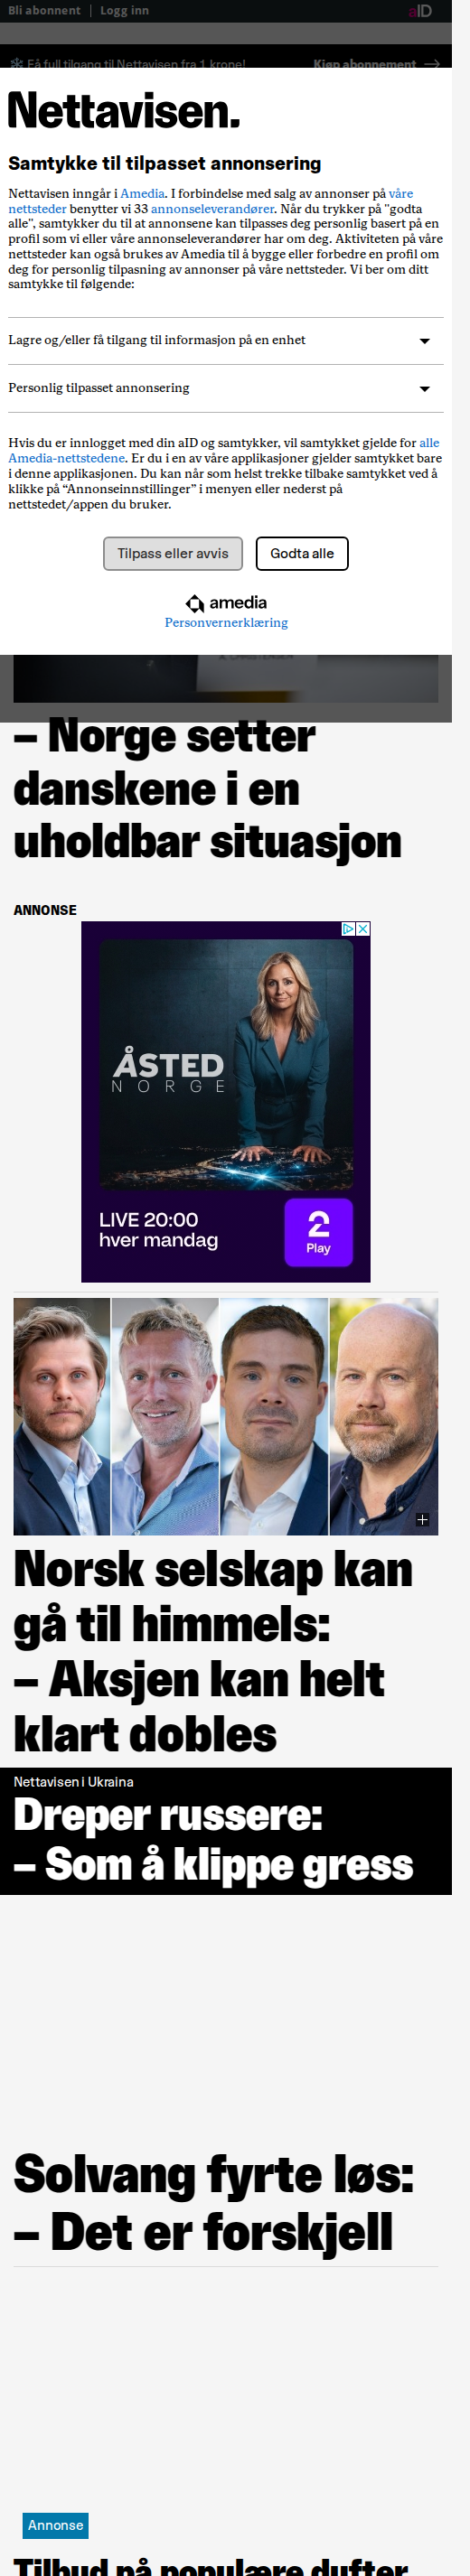 Bli abonnent | Logg inn aID
Få full tilgang til Nettavisen fra 1 krone! Kjøp abonnement →
Nettavisen.
Samtykke til tilpasset annonsering
Nettavisen inngår i Amedia. I forbindelse med salg av annonser på våre
nettsteder benytter vi 33 annonseleverandører. Når du trykker på "godta
alle", samtykker du til at annonsene kan tilpasses deg personlig basert på en
profil som vi eller våre annonseleverandører har om deg. Aktiviteten på våre
nettsteder kan også brukes av Amedia til å bygge eller forbedre en profil om
deg for personlig tilpasning av annonser på våre nettsteder. Vi ber om ditt
samtykke til følgende:
Lagre og/eller få tilgang til informasjon på en enhet
Personlig tilpasset annonsering
Hvis du er innlogget med din aID og samtykker, vil samtykket gjelde for alle
Amedia-nettstedene. Er du i en av våre applikasjoner gjelder samtykket bare
i denne applikasjonen. Du kan når som helst trekke tilbake samtykket ved å
klikke på “Annonseinnstillinger” i menyen eller nederst på
nettstedet/appen du bruker.
Tilpass eller avvis Godta alle
amedia
Personvernerklæring
– Norge setter
danskene i en
uholdbar situasjon
ANNONSE
ÅSTED
NORGE
LIVE 20:00
hver mandag
2
Play
Norsk selskap kan
gå til himmels:
– Aksjen kan helt
klart dobles
Nettavisen i Ukraina
Dreper russere:
– Som å klippe gress
Solvang fyrte løs:
– Det er forskjell
Annonse
Tilbud på populære dufter